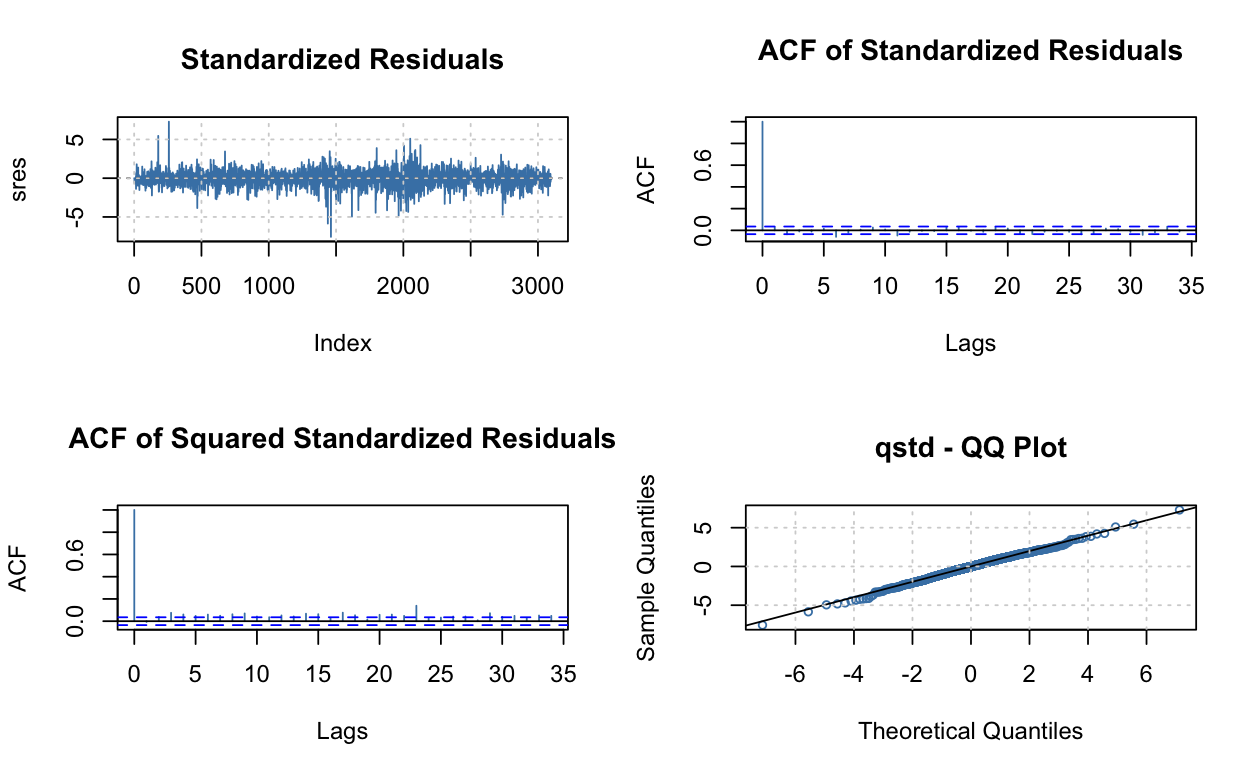 Standardized Residuals
sres
5
0
-5
0 500 1000 2000 3000
Index
ACF of Standardized Residuals
ACF
0.6
0.0
0 5 10 15 20 25 30 35
Lags
ACF of Squared Standardized Residuals
ACF
0.6
0.0
0 5 10 15 20 25 30 35
Lags
qstd - QQ Plot
Sample Quantiles
5
0
-5
-6 -4 -2 0 2 4 6
Theoretical Quantiles